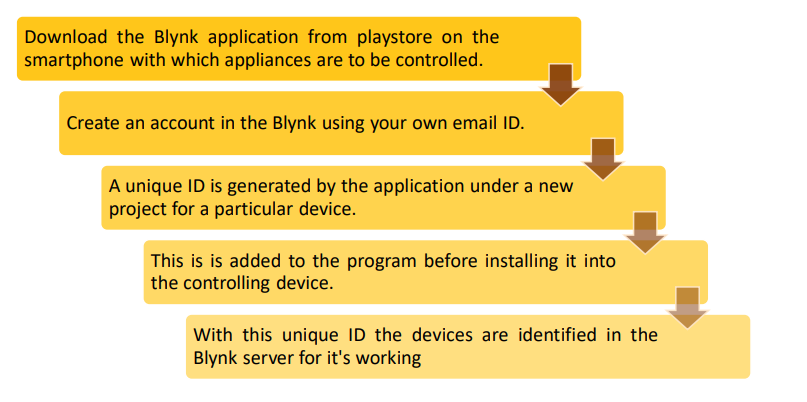 Download the Blynk application from playstore on the
smartphone with which appliances are to be controlled.
Create an account in the Blynk using your own email ID.
A unique ID is generated by the application under a new
project for a particular device.
This is is added to the program before installing it into
the controlling device.
With this unique ID the devices are identified in the
Blynk server for it's working